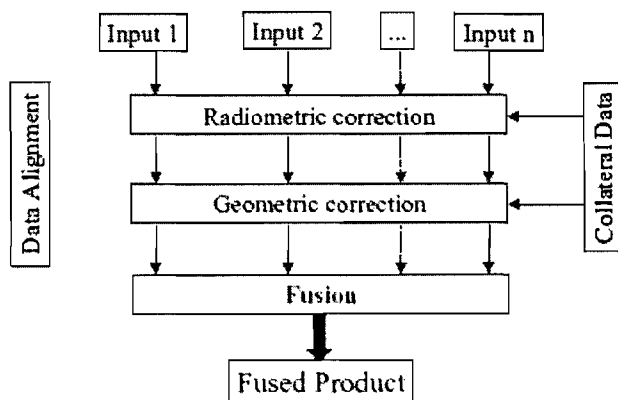 Input 1
Input 2
...
Input n
Radiometric correction
Data Alignment
Collateral Data
Geometric correction
Fusion
Fused Product